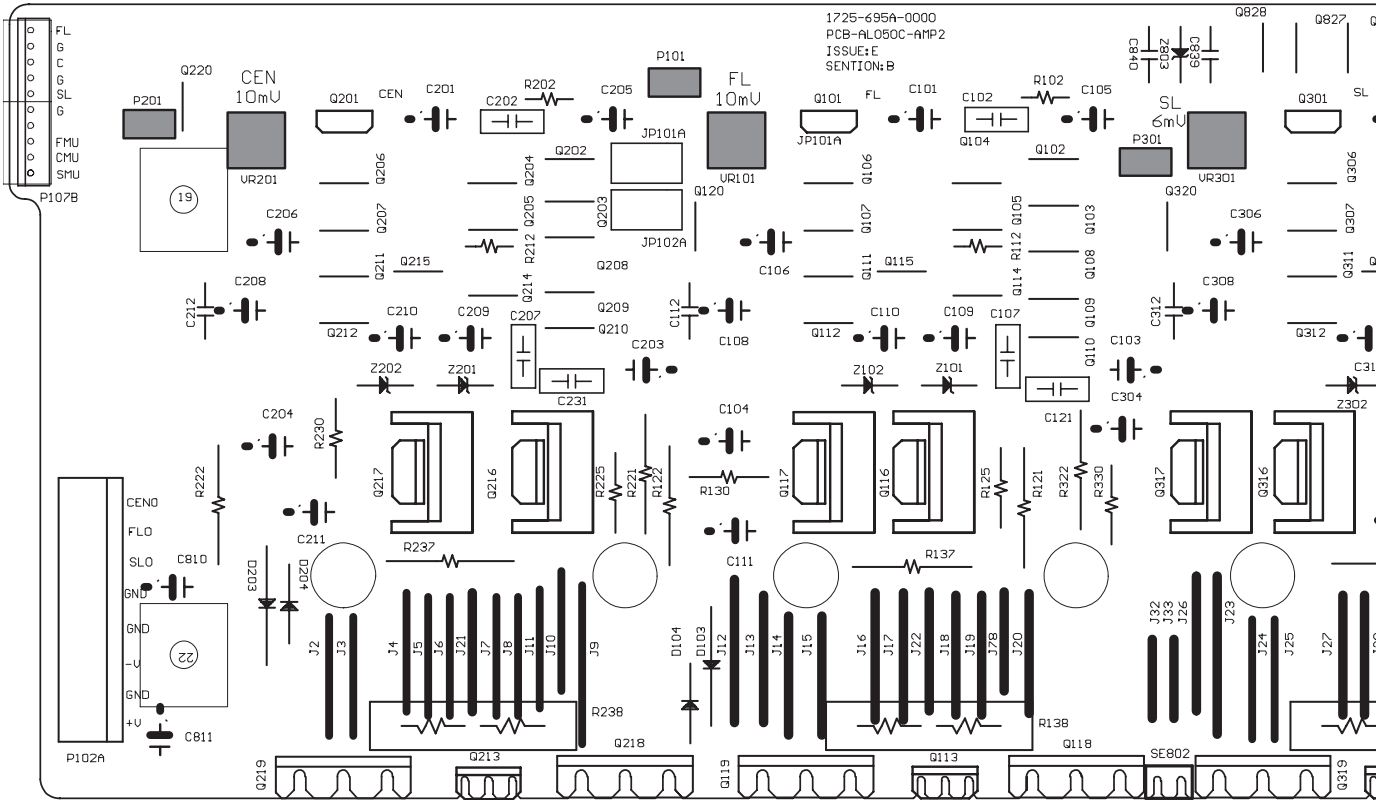 1725-695A-0000
PCB-AL050C-AMP2
ISSUE:E
SENTION:B
FL
G
C
G
SL
G
FMU
CMU
SMU
P107B
Q220
P201
19
CEN
10mV
VR201
Q201
CEN
C201
C202
R202
C205
P101
FL
10mV
VR101
JP101A
JP102A
Q120
Q101
FL
JP101A
C101
C102
R102
C105
Q104
Q102
C840
Z803
C839
Q828
Q827
SL
6mV
P301
VR301
Q320
Q301
SL
Q206
Q207
Q211
Q212
Q215
Q204
Q205
R212
Q214
Q202
Q203
Q208
Q209
Q210
C206
C208
C212
C210
C209
C207
C203
C231
Z202
Z201
C112
C106
C108
Q106
Q107
Q111
Q112
Q115
Q105
R112
Q114
Q103
Q108
Q109
Q110
C110
C109
C107
C103
Z102
Z101
C121
C304
C306
C308
C312
Q306
Q307
Q311
Q312
C31
Z302
C204
R230
R222
Q217
Q216
R225
R221
R122
C104
R130
Q117
Q116
R125
R121
R322
R330
Q317
Q316
C211
C111
R237
R137
CENO
FLO
SLO
GND
GND
-V
GND
+V
C810
22
C811
P102A
D203
D204
J2
J3
J4
J5
J6
J21
J7
J8
J11
J10
J9
D104
D103
J12
J13
J14
J15
J16
J17
J22
J18
J19
J78
J20
J32
J33
J26
J23
J24
J25
J27
R238
R138
Q219
Q213
Q218
Q119
Q113
Q118
SE802
Q319